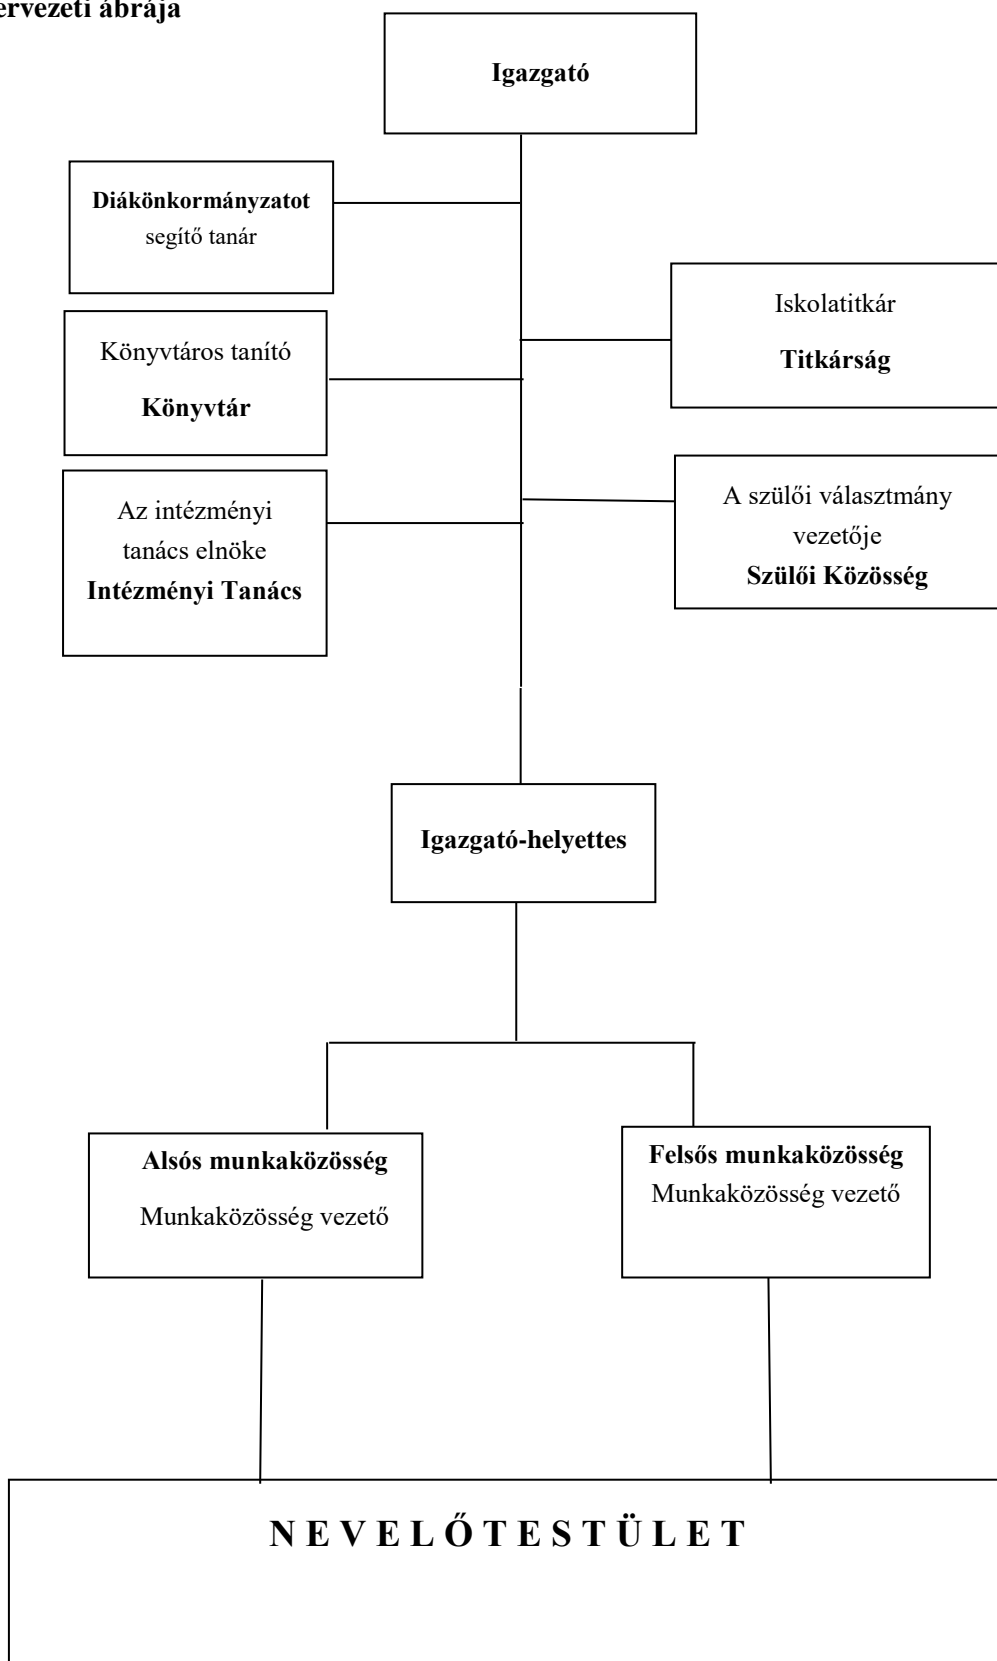 ervezeti ábrája
Igazgató
Diákönkormányzatot
segítő tanár
Iskolatitkár
Titkárság
Könyvtáros tanító
Könyvtár
Az intézményi
tanács elnöke
Intézményi Tanács
A szülői választmány
vezetője
Szülői Közösség
Igazgató-helyettes
Alsós munkaközösség
Munkaközösség vezető
Felsős munkaközösség
Munkaközösség vezető
N E V E L Ő T E S T Ü L E T